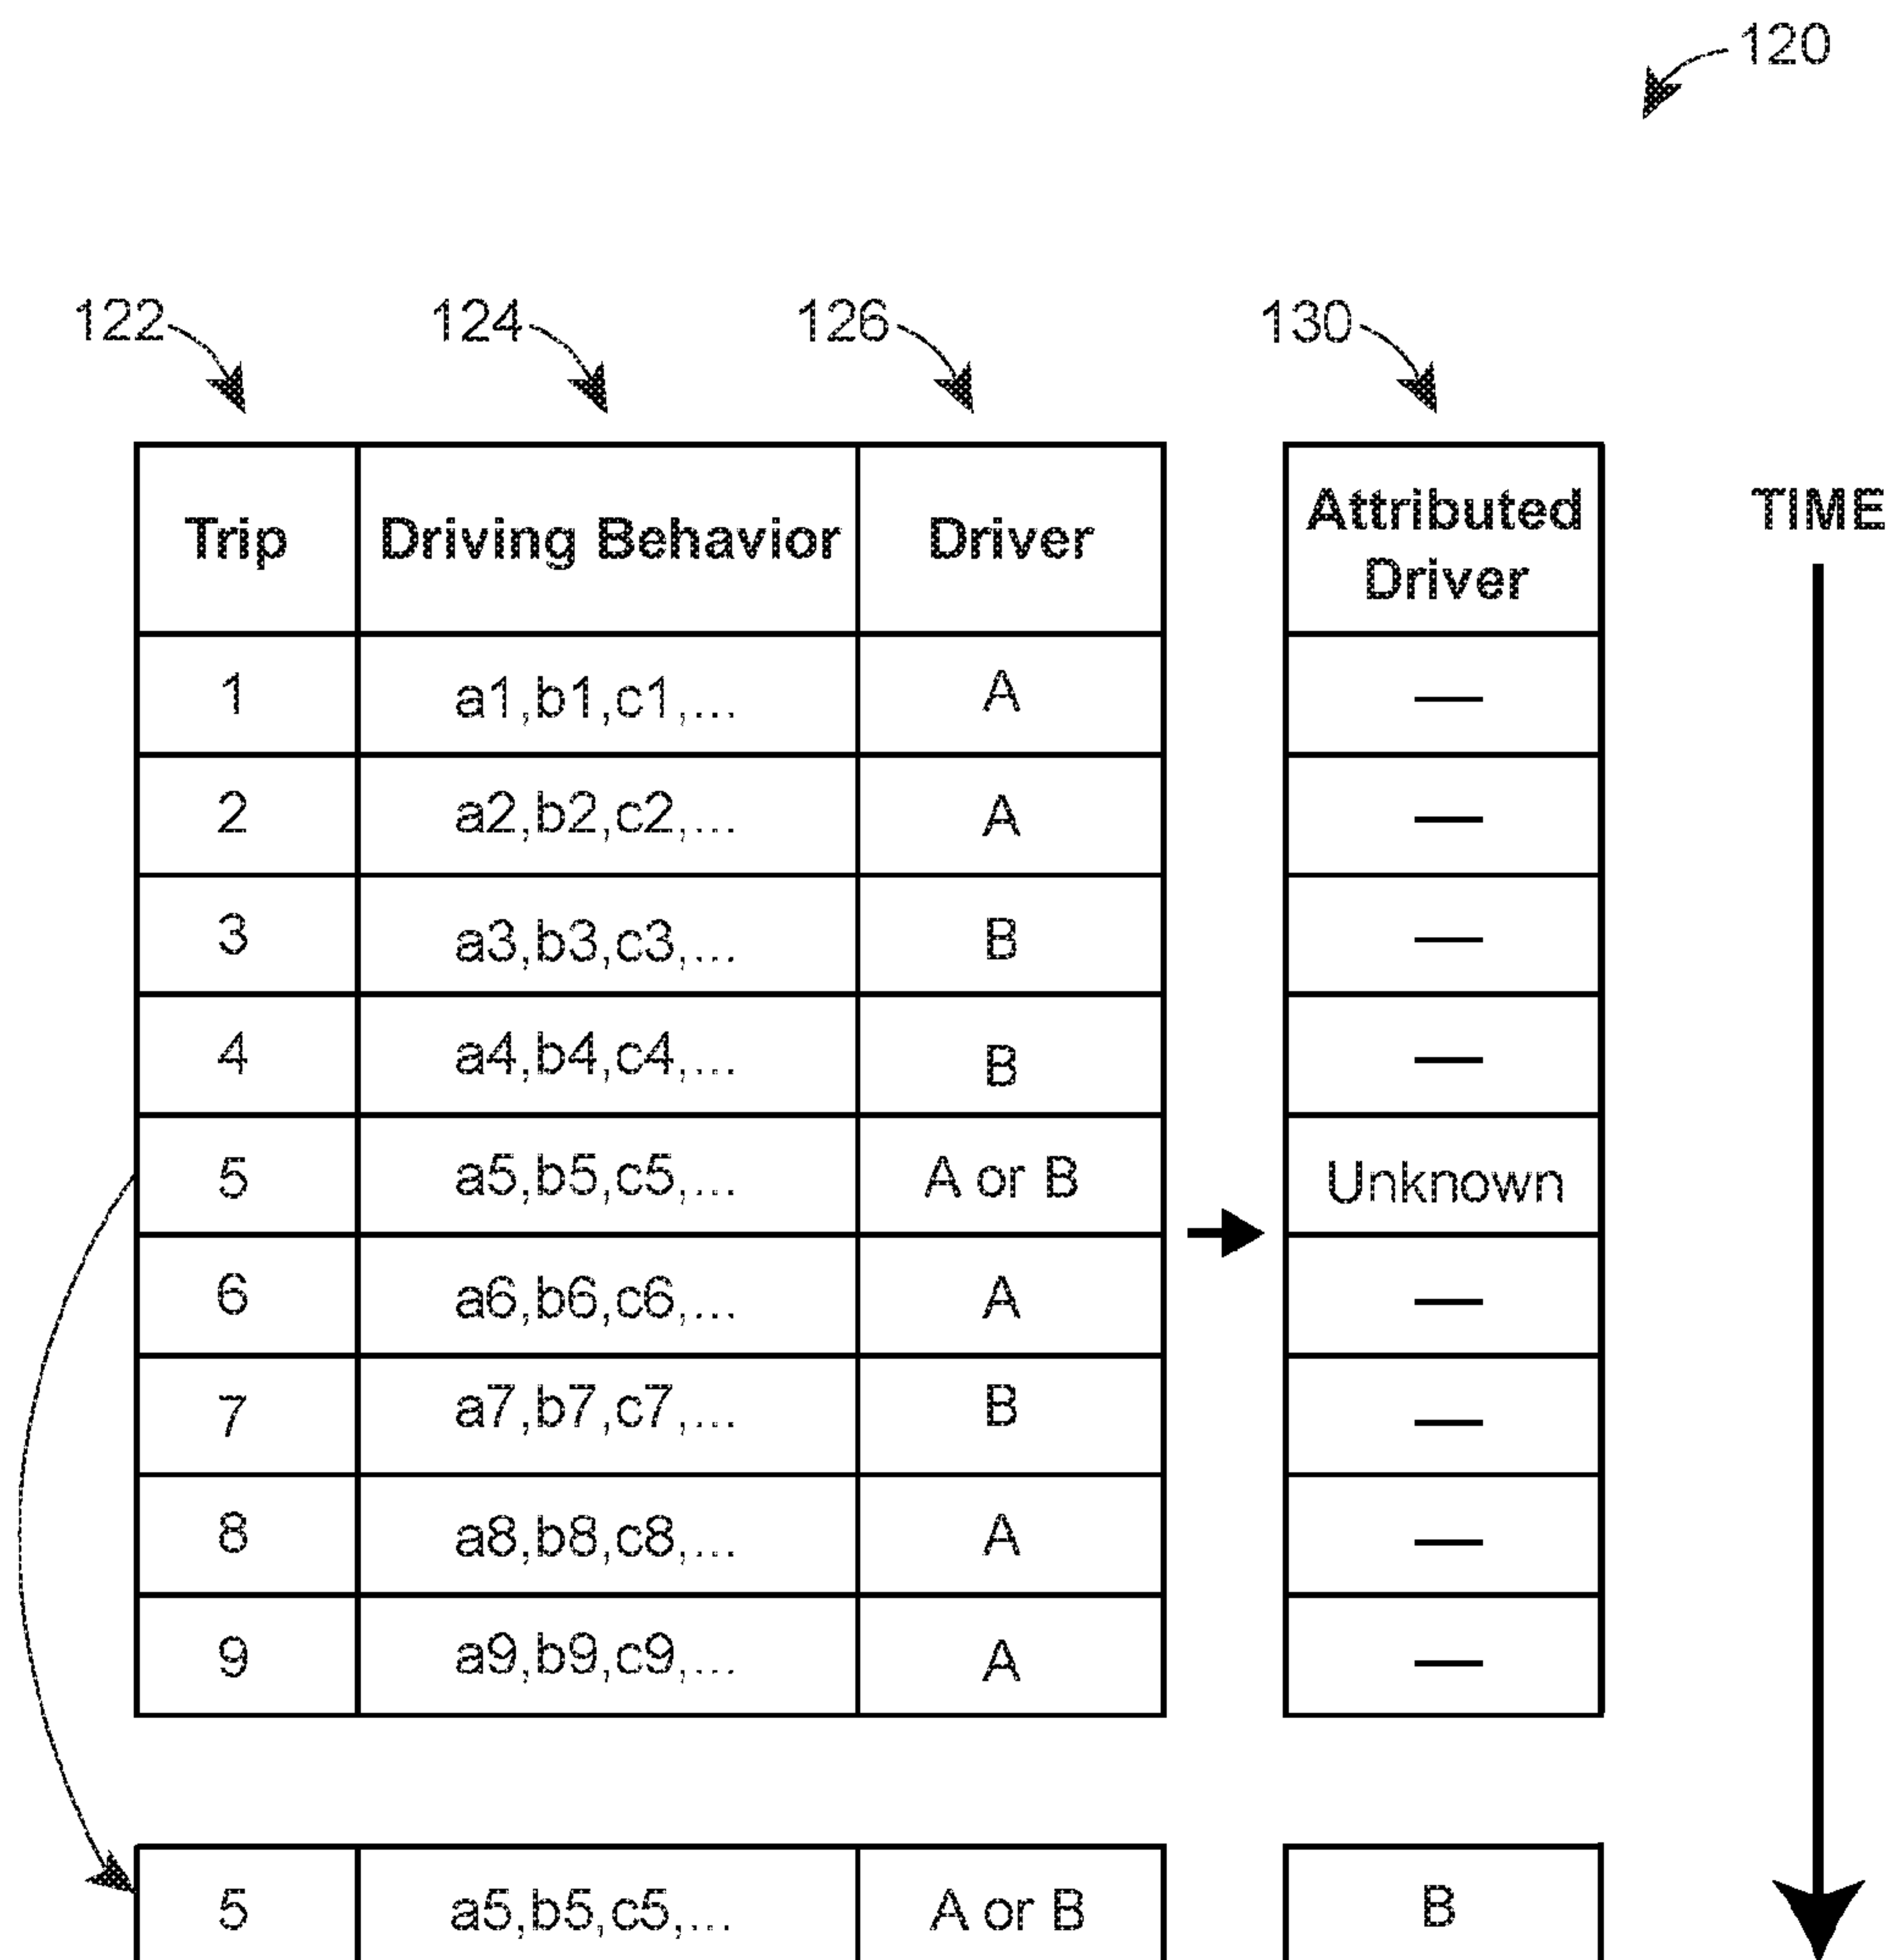 120
122 124 126 130
Trip Driving Behavior Driver Attributed Driver TIME
1 a1,b1,c1,... A —
2 a2,b2,c2,... A —
3 a3,b3,c3,... B —
4 a4,b4,c4,... B —
5 a5,b5,c5,... A or B Unknown
6 a6,b6,c6,... A —
7 a7,b7,c7,... B —
8 a8,b8,c8,... A —
9 a9,b9,c9,... A —
5 a5,b5,c5,... A or B B